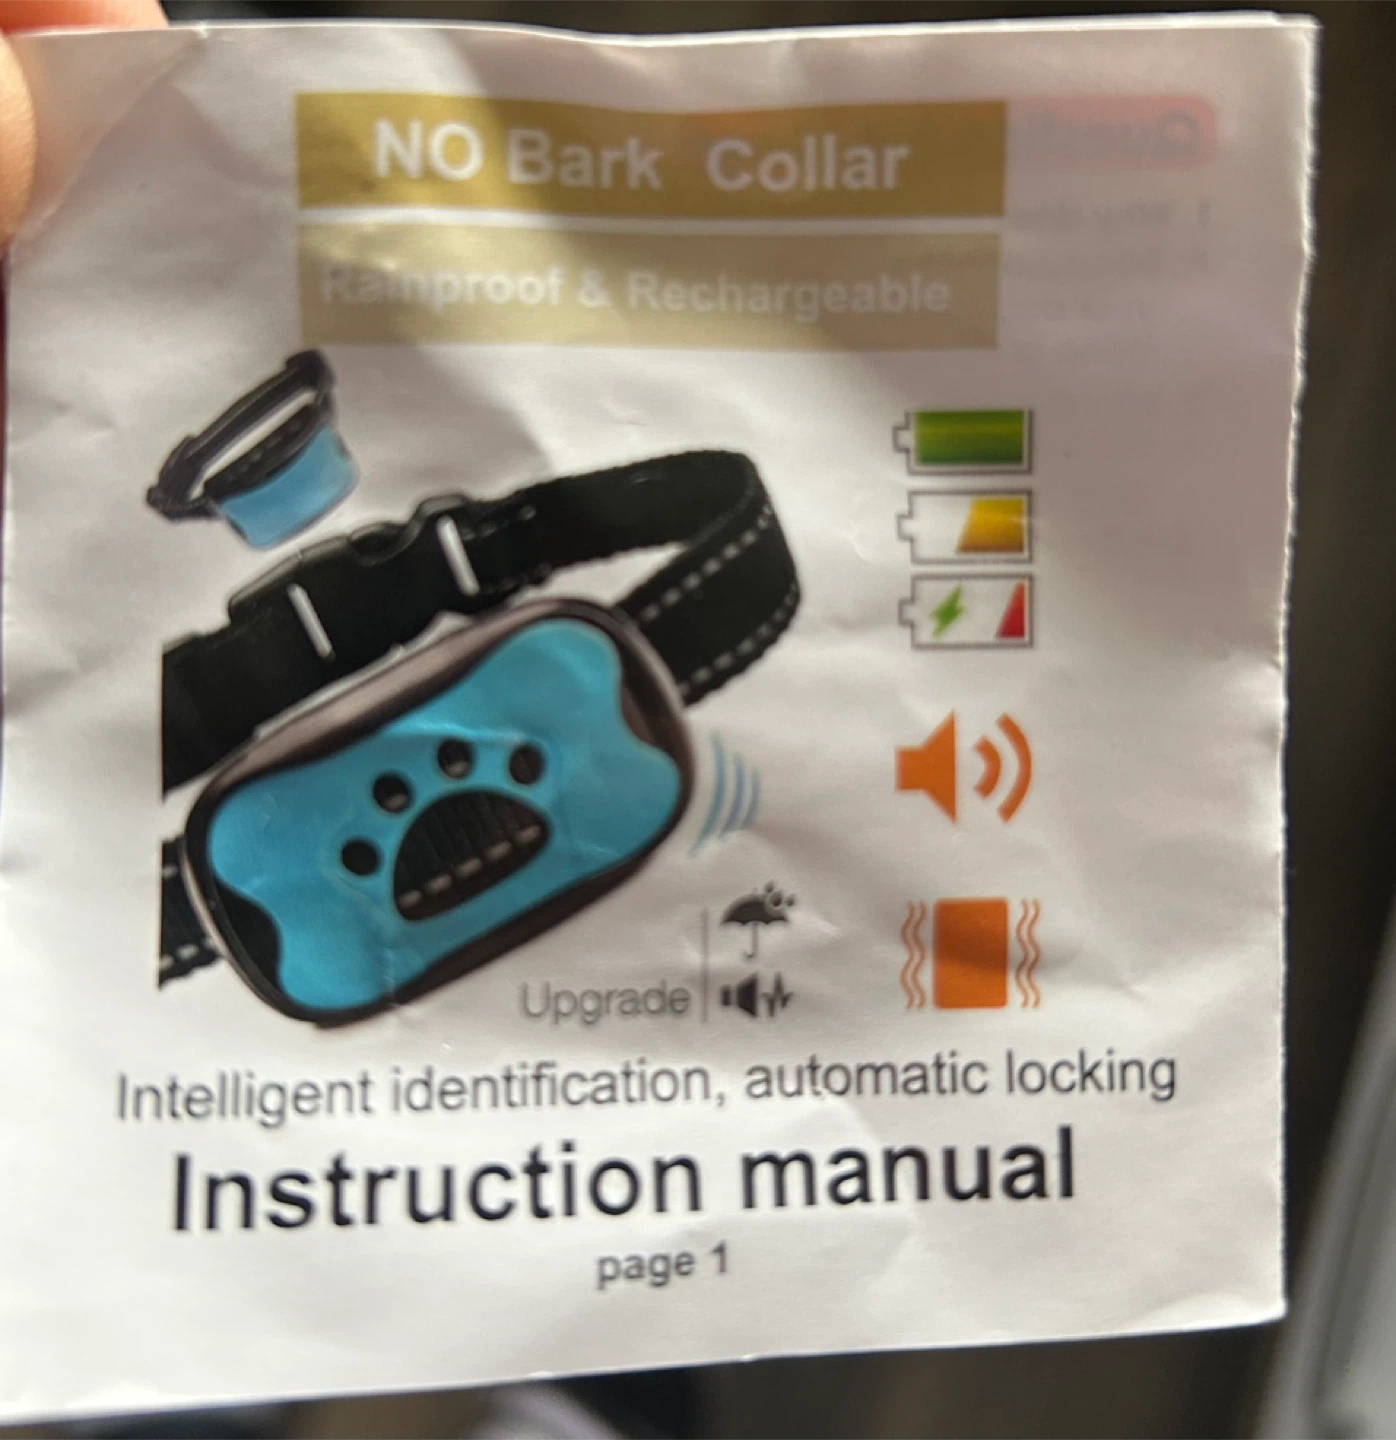 NO Bark Collar
Rainproof & Rechargeable
Upgrade
Intelligent identification, automatic locking
Instruction manual
page 1